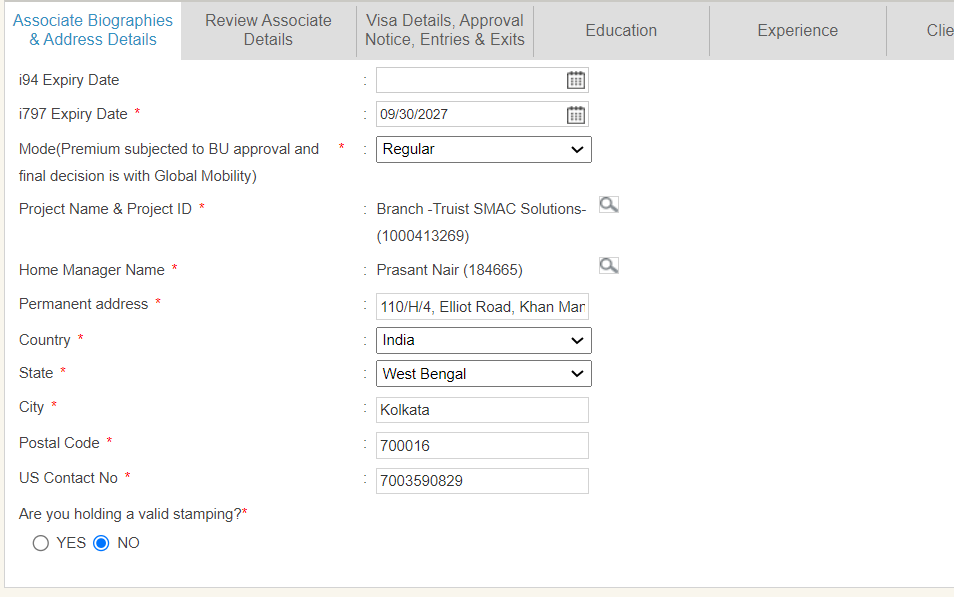 Associate Biographies & Address Details
Review Associate Details
Visa Details, Approval Notice, Entries & Exits
Education
Experience
Clie
i94 Expiry Date :
i797 Expiry Date * : 09/30/2027
Mode(Premium subjected to BU approval and * : Regular
final decision is with Global Mobility)
Project Name & Project ID * : Branch -Truist SMAC Solutions-
(1000413269)
Home Manager Name * : Prasant Nair (184665)
Permanent address * : 110/H/4, Elliot Road, Khan Man
Country * : India
State * : West Bengal
City * : Kolkata
Postal Code * : 700016
US Contact No * : 7003590829
Are you holding a valid stamping?*
YES NO